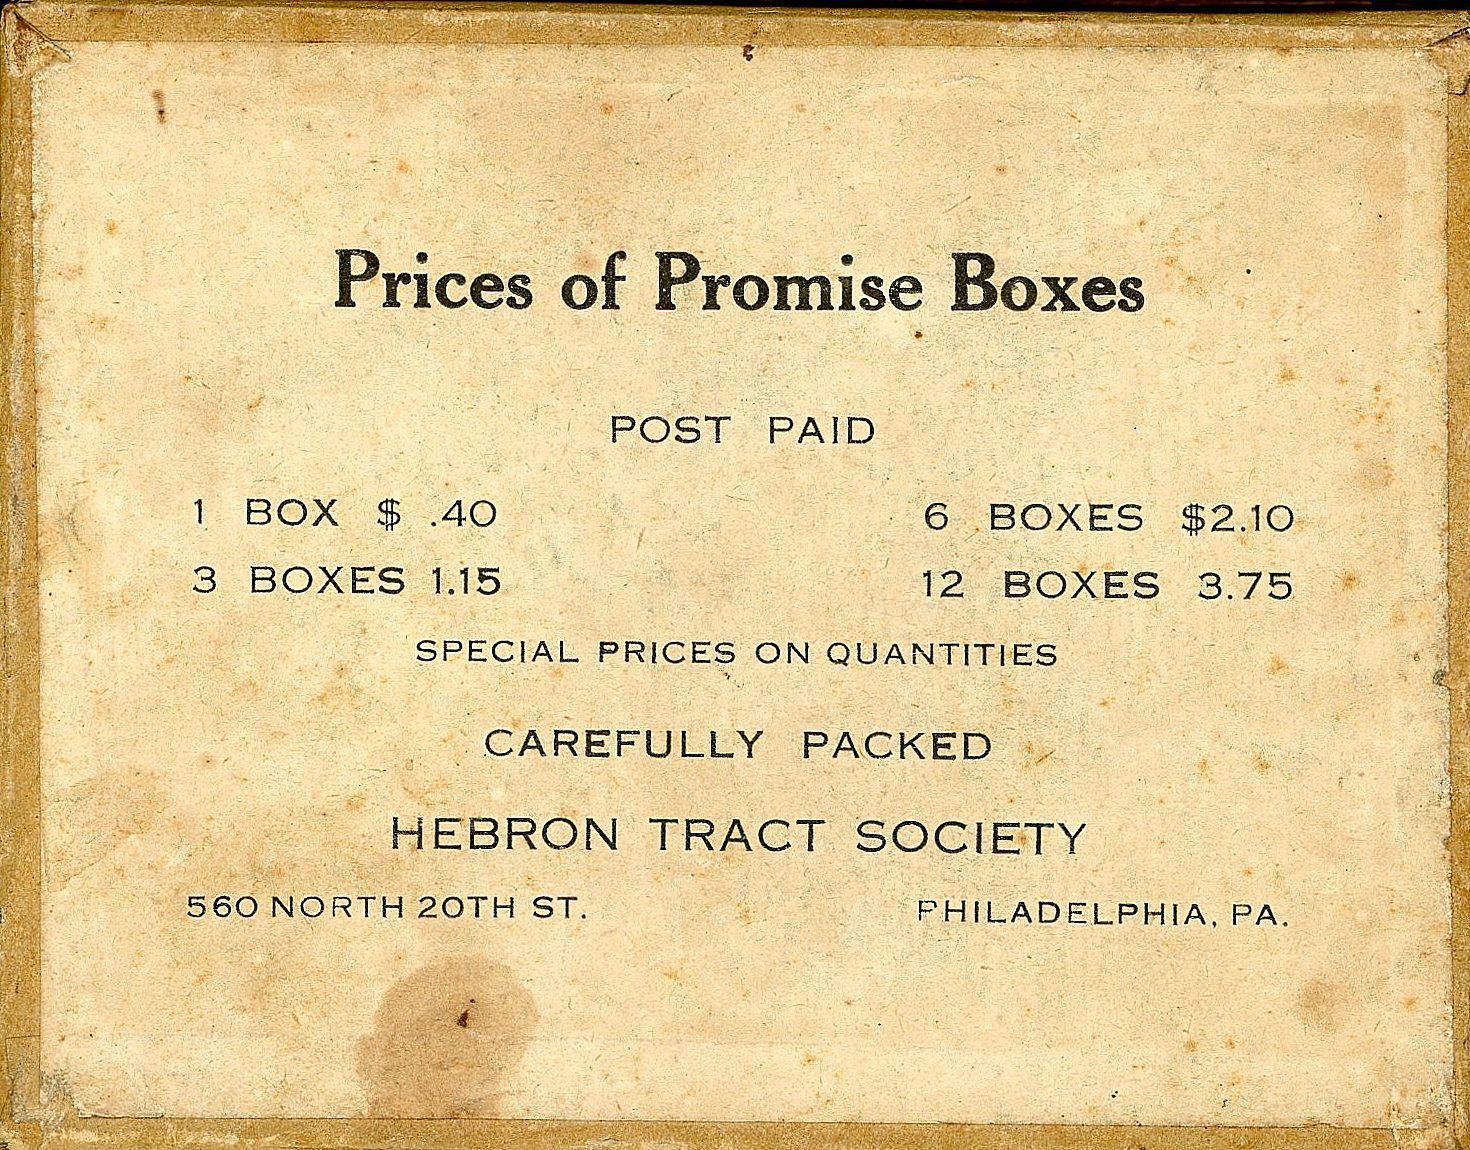 Prices of Promise Boxes
POST PAID
1 BOX $ .40 6 BOXES $2.10
3 BOXES 1.15 12 BOXES 3.75
SPECIAL PRICES ON QUANTITIES
CAREFULLY PACKED
HEBRON TRACT SOCIETY
560 NORTH 20TH ST. PHILADELPHIA, PA.